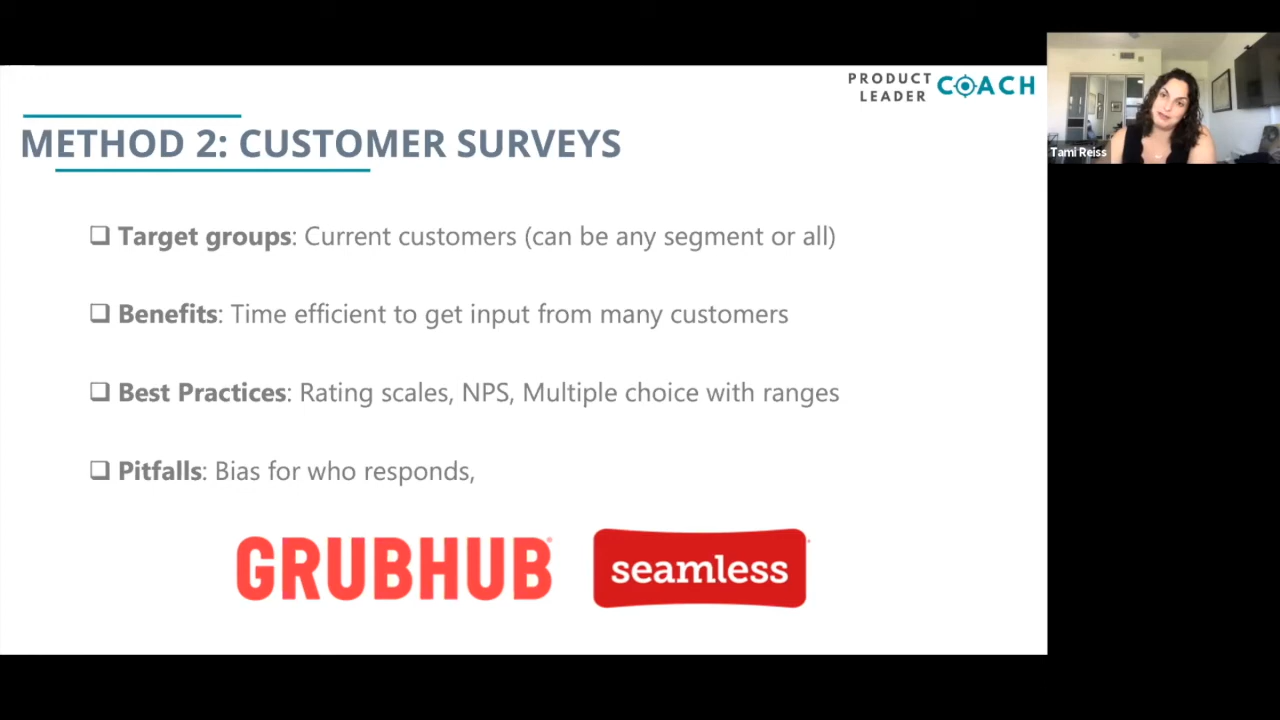 PRODUCT
LEADER COACH
Tami Reiss
METHOD 2: CUSTOMER SURVEYS
❑ Target groups: Current customers (can be any segment or all)
❑ Benefits: Time efficient to get input from many customers
❑ Best Practices: Rating scales, NPS, Multiple choice with ranges
❑ Pitfalls: Bias for who responds,
GRUBHUB
seamless